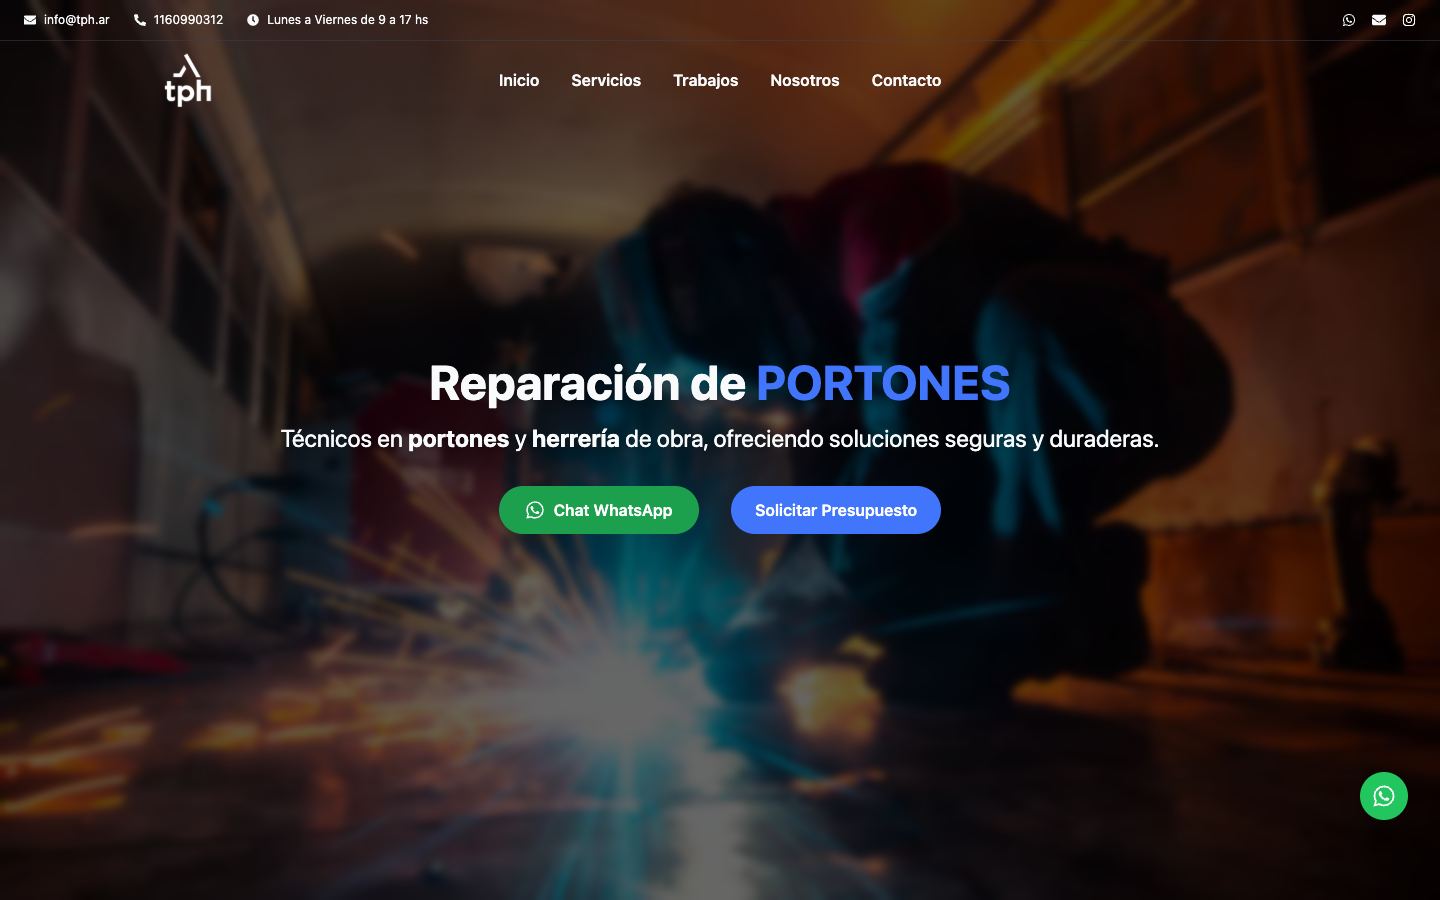 info@tph.ar
1160990312
Lunes a Viernes de 9 a 17 hs
tph
Inicio
Servicios
Trabajos
Nosotros
Contacto
Reparación de PORTONES
Técnicos en portones y herrería de obra, ofreciendo soluciones seguras y duraderas.
Chat WhatsApp
Solicitar Presupuesto